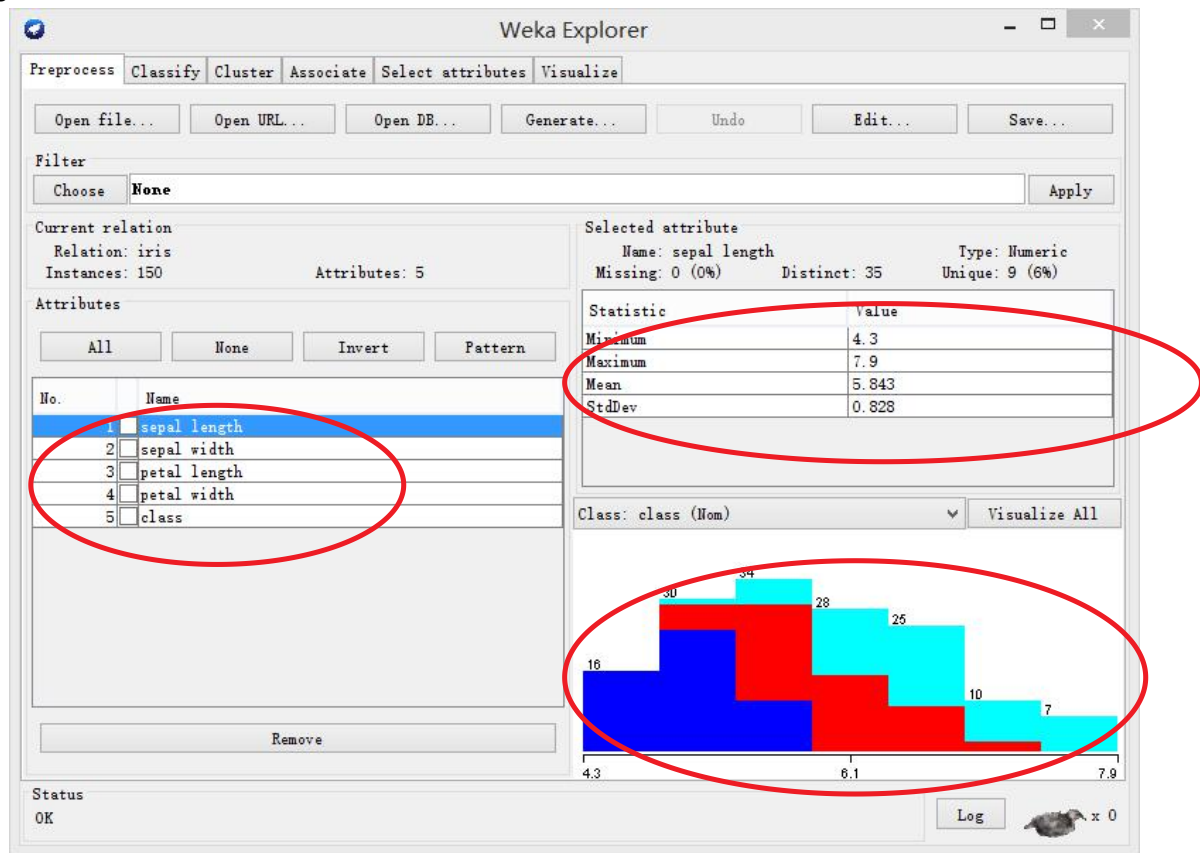 Weka Explorer
Preprocess Classify Cluster Associate Select attributes Visualize
Open file... Open URL... Open DB... Generate... Undo Edit... Save...
Filter
Choose None Apply
Current relation
Relation: iris
Instances: 150 Attributes: 5
Attributes
All None Invert Pattern
No. Name
1 sepal length
2 sepal width
3 petal length
4 petal width
5 class
Remove
Selected attribute
Name: sepal length Type: Numeric
Missing: 0 (0%) Distinct: 35 Unique: 9 (6%)
Statistic Value
Minimum 4.3
Maximum 7.9
Mean 5.843
StdDev 0.828
Class: class (Nom) Visualize All
16 30 34 28 25 10 7
4.3 6.1 7.9
Status
OK
Log x 0